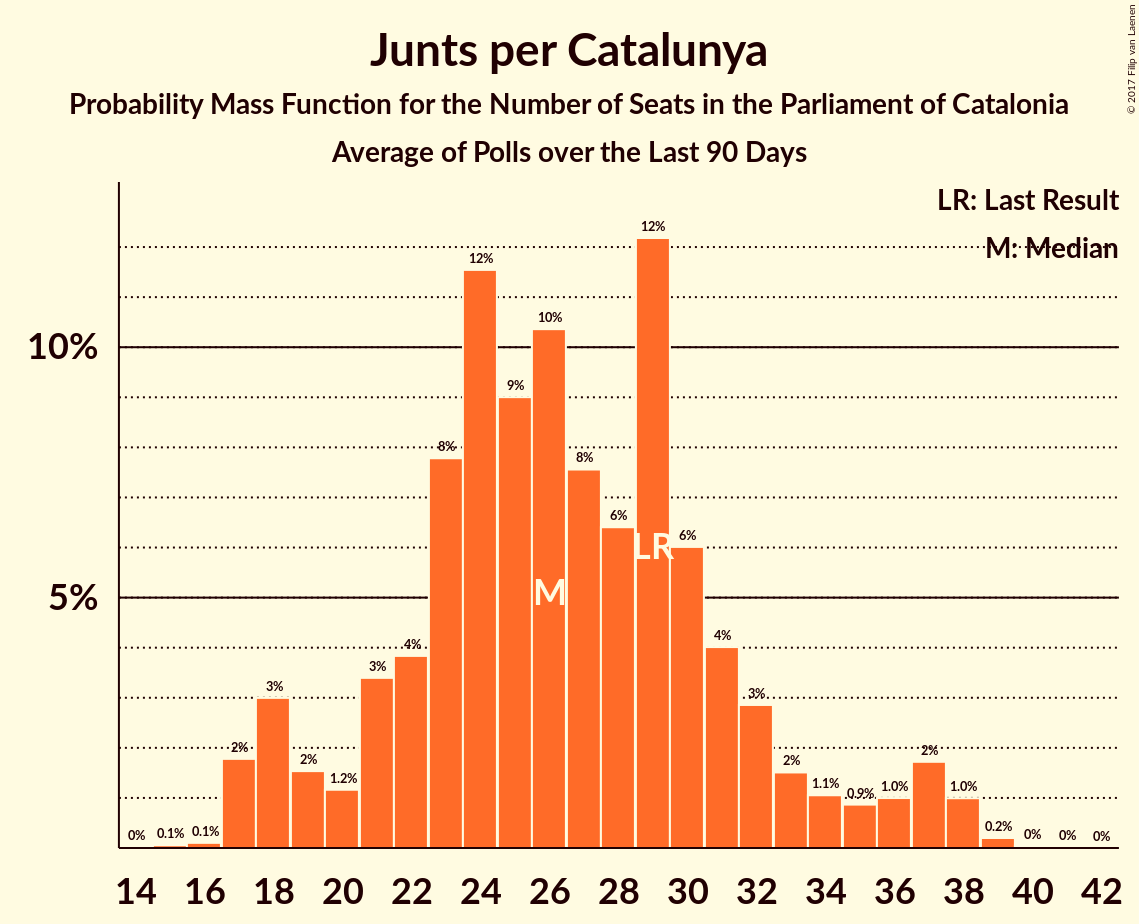 Junts per Catalunya
Probability Mass Function for the Number of Seats in the Parliament of Catalonia
Average of Polls over the Last 90 Days
© 2017 Filip van Laenen
LR: Last Result
M: Median
10%
5%
0% 0.1% 0.1% 2% 3% 2% 1.2% 3% 4% 8% 12% 9% 10% 8% 6% 12% 6% 4% 3% 2% 1.1% 0.9% 1.0% 2% 1.0% 0.2% 0% 0% 0%
M LR
14 16 18 20 22 24 26 28 30 32 34 36 38 40 42